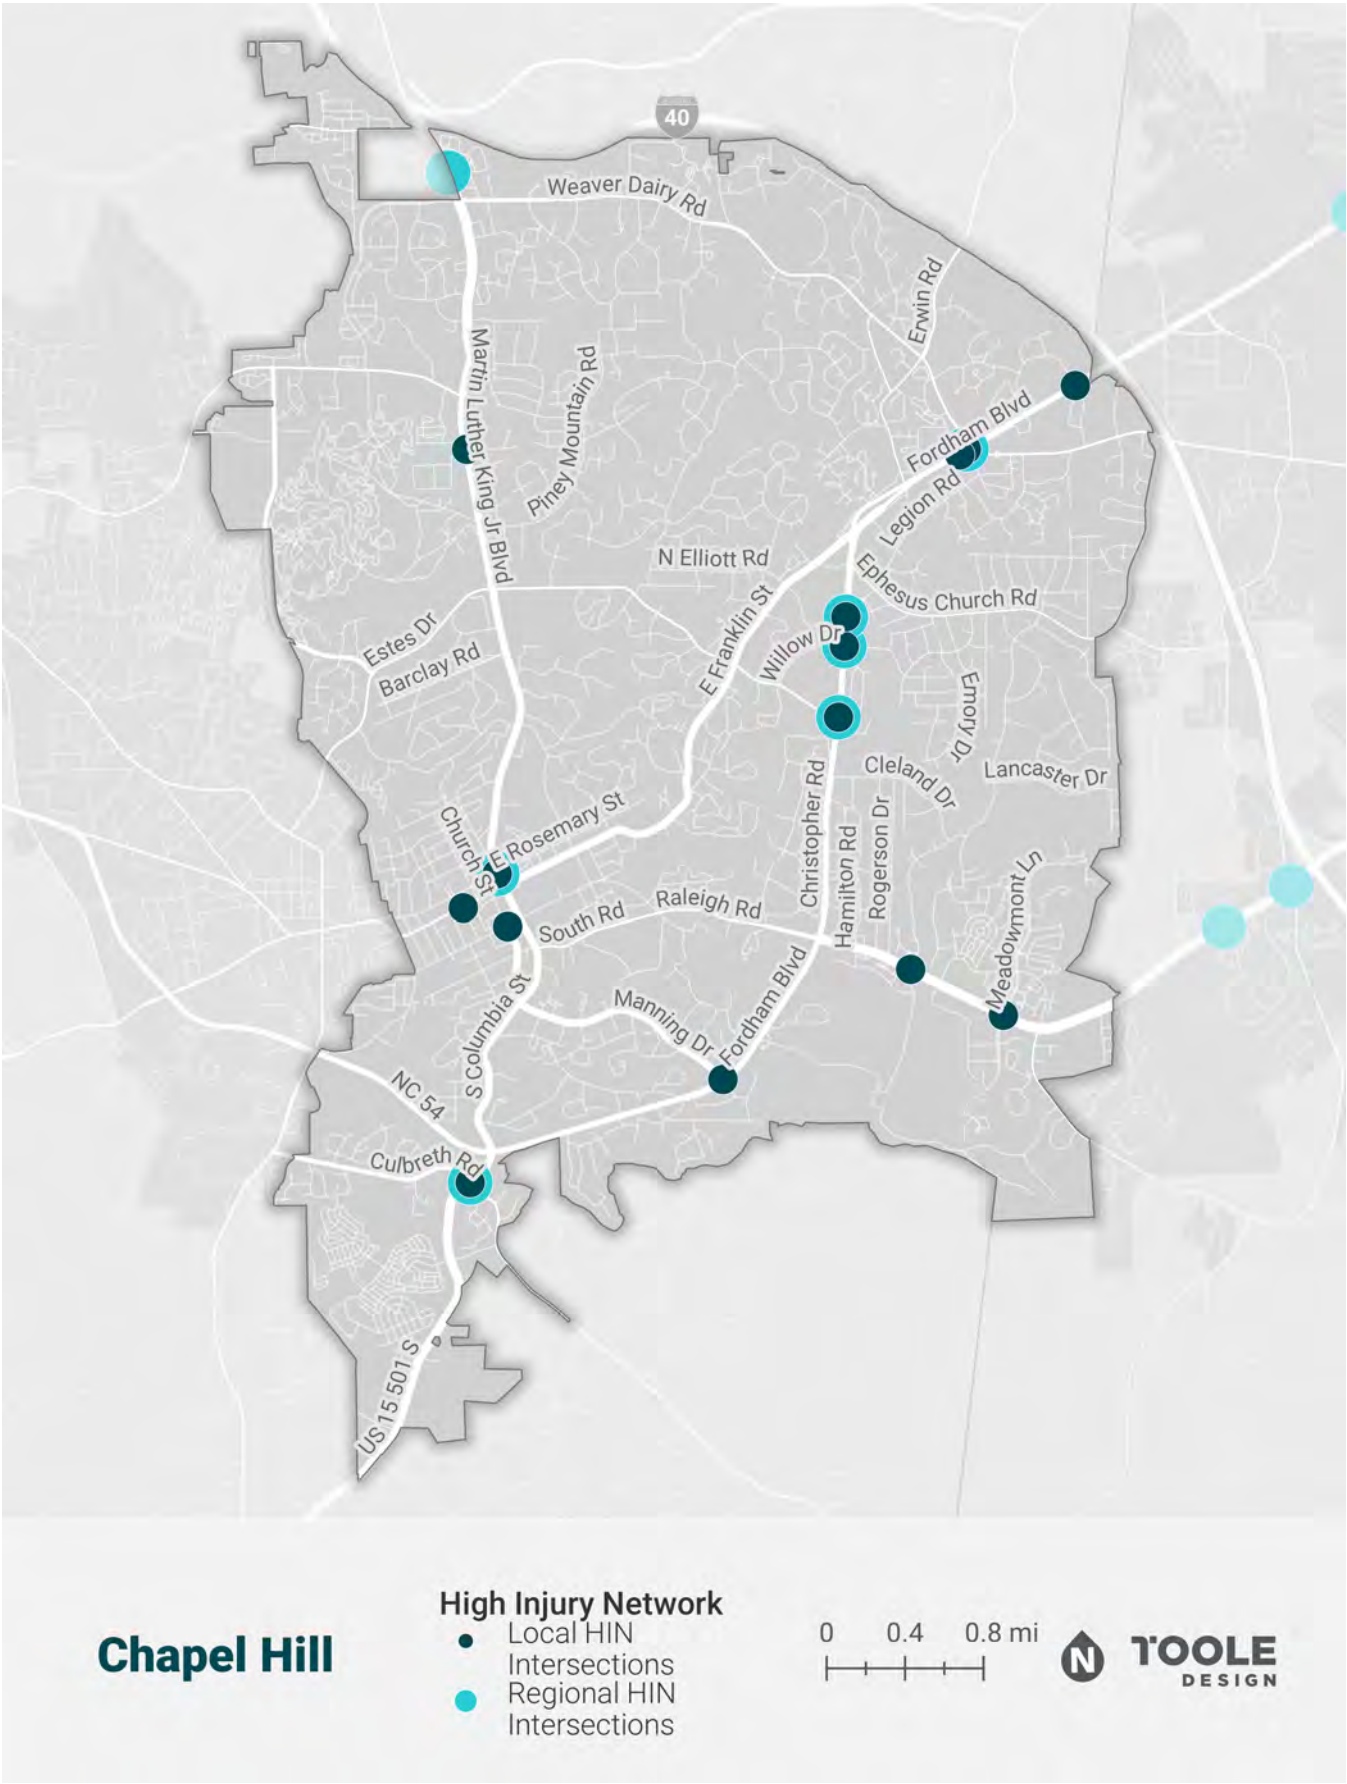 40
Weaver Dairy Rd
Erwin Rd
Martin Luther King Jr Blvd
Piney Mountain Rd
Fordham Blvd
Legion Rd
N Elliott Rd
Ephesus Church Rd
E Franklin St
Willow Dr
Estes Dr
Barclay Rd
Emory Dr
Cleland Dr
Lancaster Dr
Christopher Rd
Hamilton Rd
Rogerson Dr
E Rosemary St
Church St
Meadowmont Ln
Raleigh Rd
South Rd
S Columbia St
Manning Dr
Fordham Blvd
NC 54
Culbreth Rd
US 15 501 S
Chapel Hill
High Injury Network
Local HIN
Intersections
Regional HIN
Intersections
0 0.4 0.8 mi
N
TOOLE
DESIGN